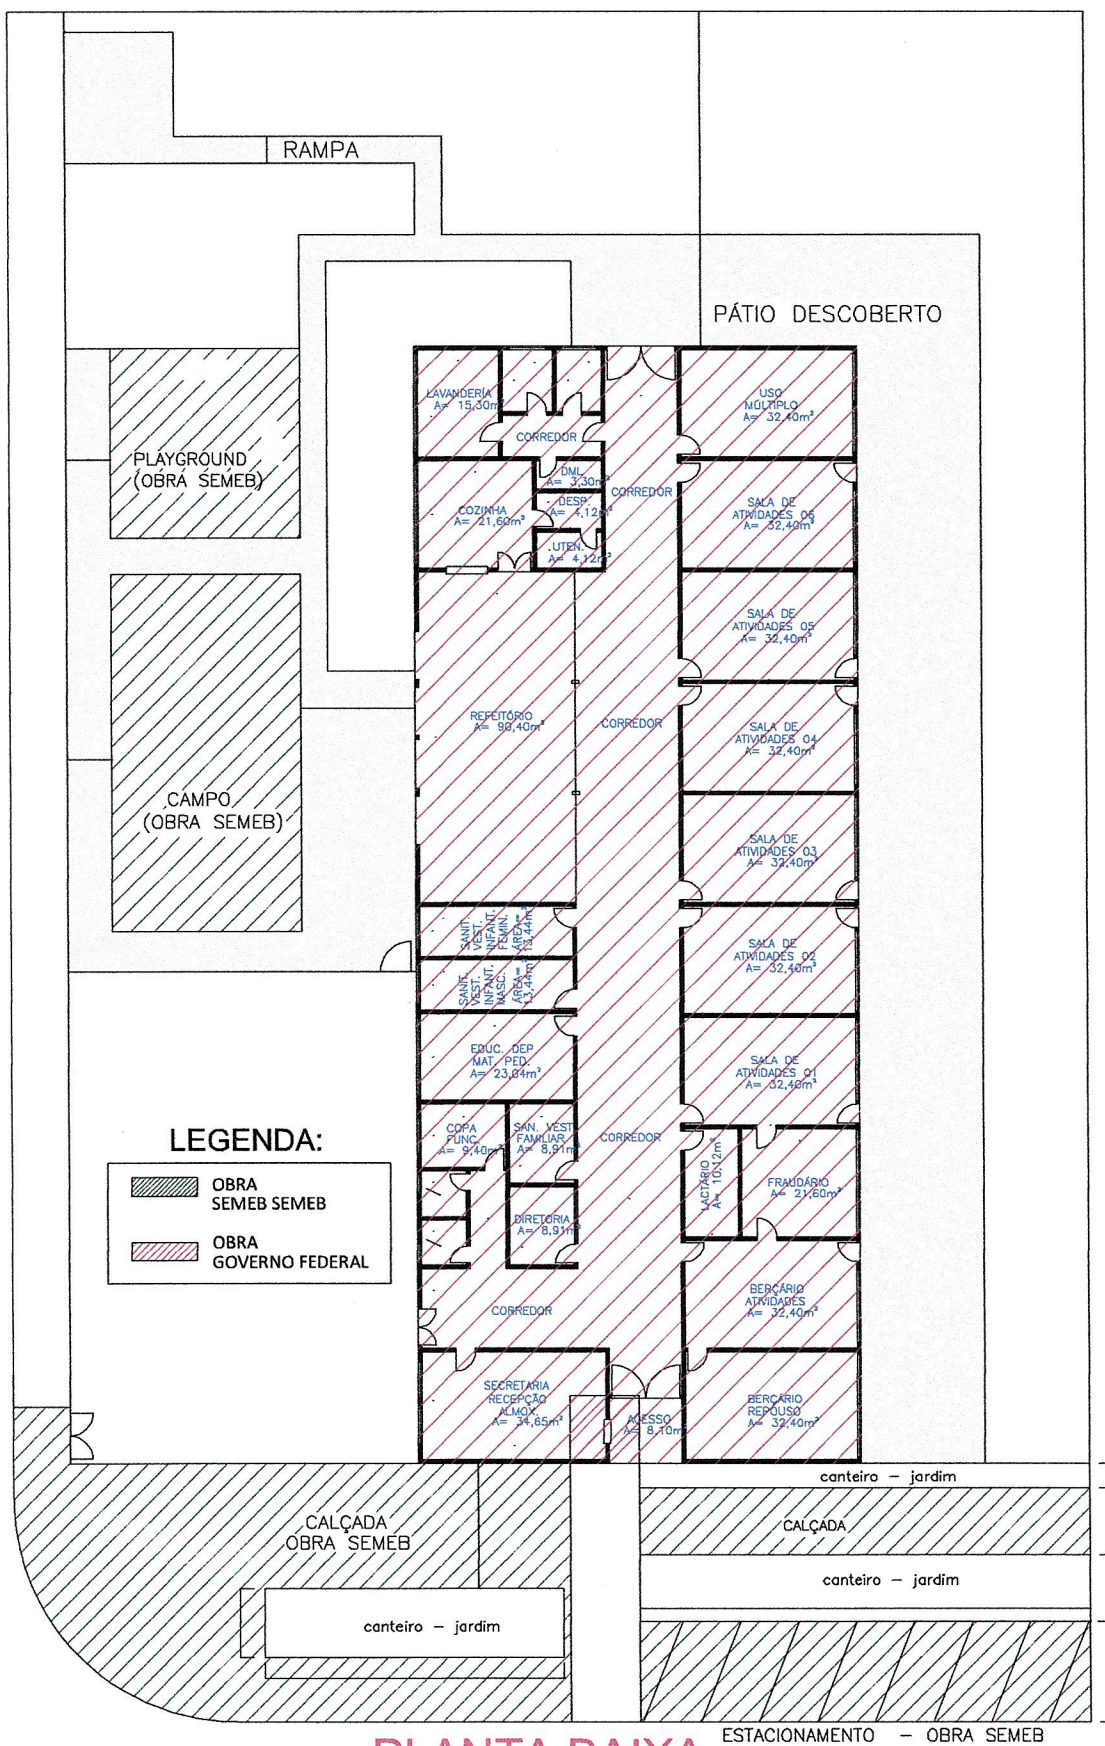 RAMPA
PÁTIO DESCOBERTO
LAVANDERÍA
A= 15,30m²
CORREDOR
USO
MÚLTIPLO
A= 32,40m²
PLAYGROUND
(OBRA SEMEB)
COZINHA
A= 21,60m²
DML
A= 3,30m²
DESP.
A= 4,12m²
UTEN.
A= 4,12m²
CORREDOR
SALA DE
ATIVIDADES 06
A= 32,40m²
SALA DE
ATIVIDADES 05
A= 32,40m²
REFEITÓRIO
A= 90,40m²
CORREDOR
SALA DE
ATIVIDADES 04
A= 32,40m²
CAMPO
(OBRA SEMEB)
SALA DE
ATIVIDADES 03
A= 32,40m²
SANIT.
VEST.
INFANT.
FEMIN.
ÁREA=
13,44m²
SANIT.
VEST.
INFANT.
MASC.
ÁREA=
13,44m²
SALA DE
ATIVIDADES 02
A= 32,40m²
EDUC. DEP
MAT. PED.
A= 23,04m²
SALA DE
ATIVIDADES 01
A= 32,40m²
COPA
FUNC.
A= 9,40m²
SAN. VEST.
FAMILIAR
A= 8,91m²
CORREDOR
LACTÁRIO
A= 10,12m²
FRAUDÁRIO
A= 21,60m²
DIRETORIA
A= 8,91m²
LEGENDA:
OBRA
SEMEB SEMEB
OBRA
GOVERNO FEDERAL
CORREDOR
BERÇÁRIO
ATIVIDADES
A= 32,40m²
SECRETARIA
RECEPÇÃO
ALMOX.
A= 34,65m²
ACESSO
A= 8,10m²
BERÇÁRIO
REPOUSO
A= 32,40m²
canteiro – jardim
CALÇADA
OBRA SEMEB
CALÇADA
canteiro – jardim
canteiro – jardim
ESTACIONAMENTO – OBRA SEMEB
PLANTA BAIXA